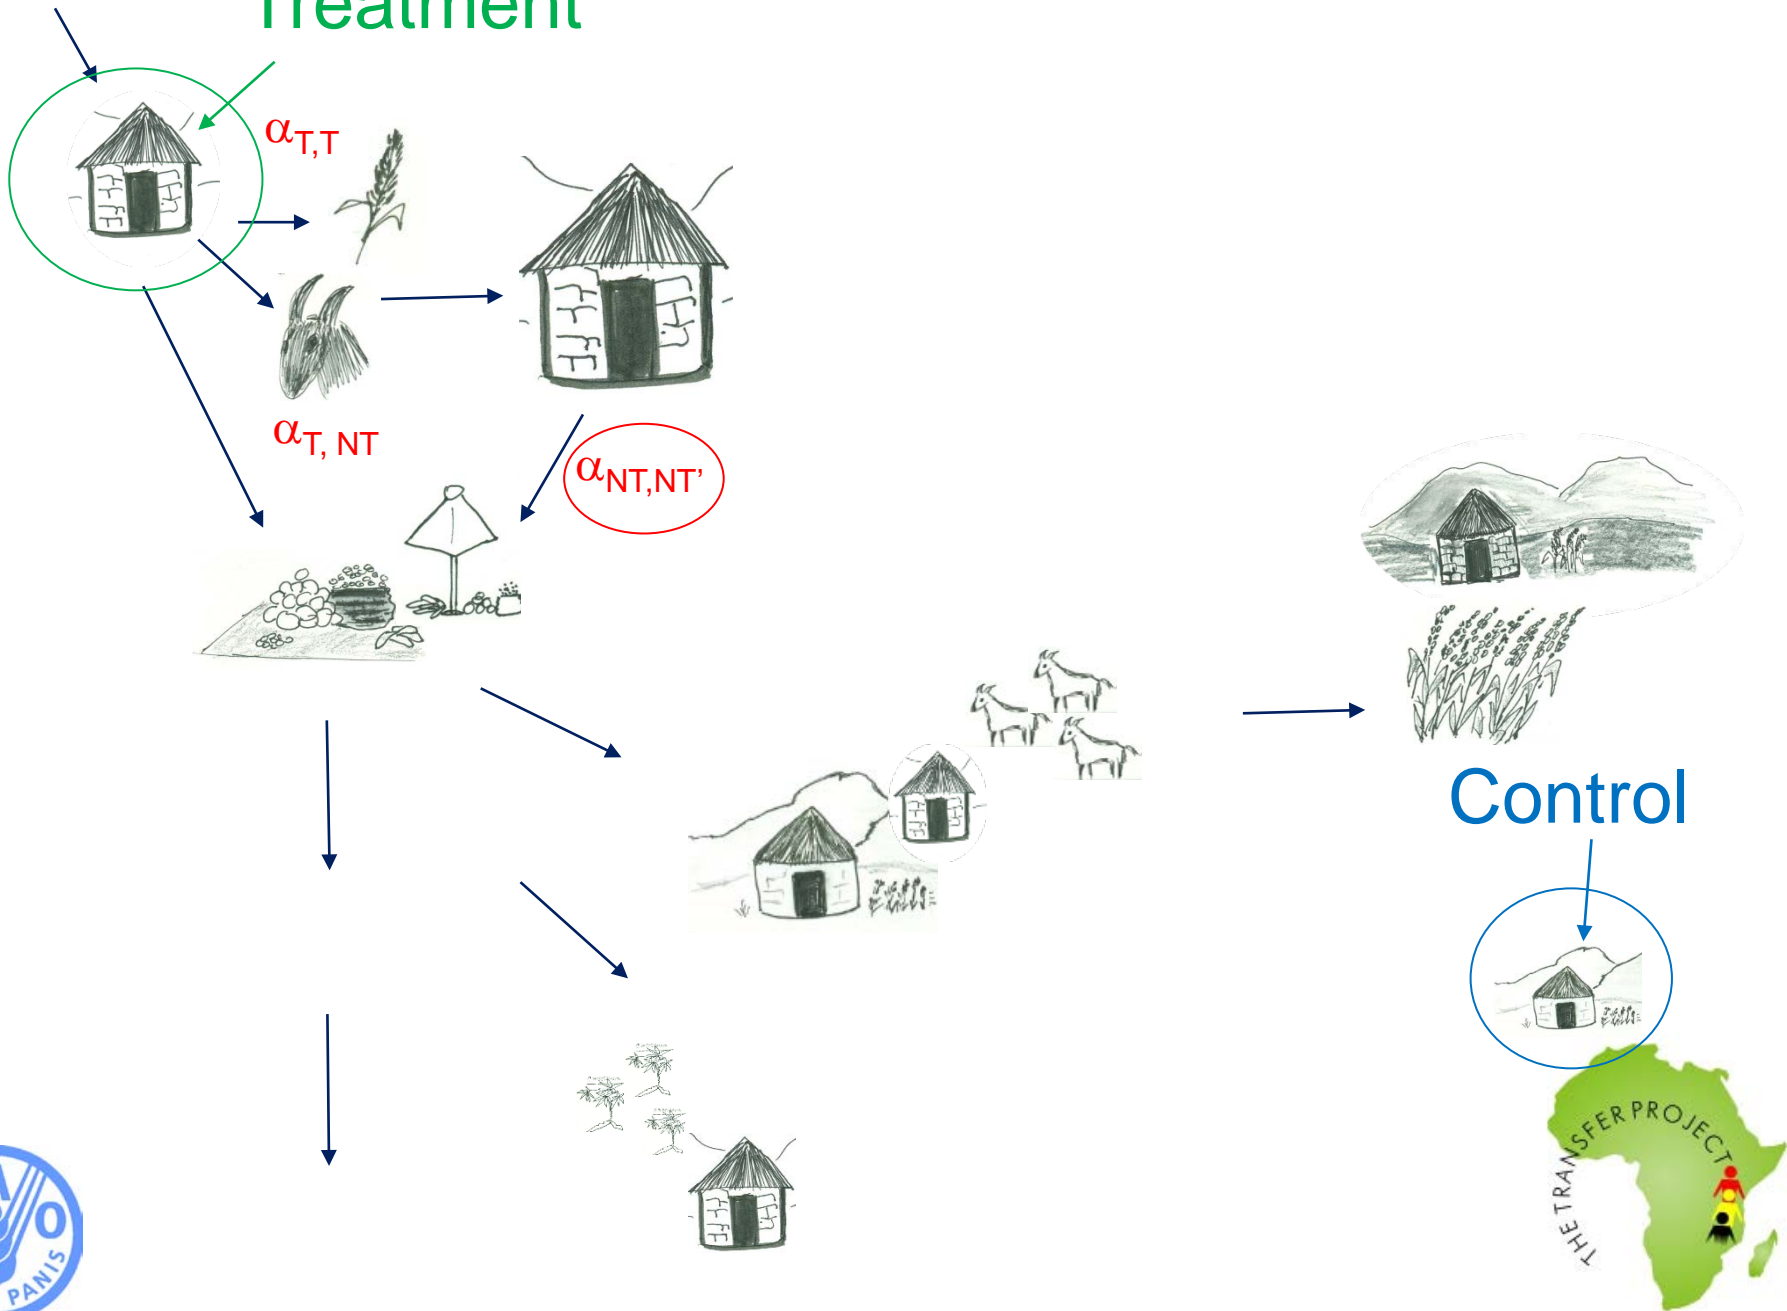 Treatment
αT,T
αT, NT
αNT,NT’
Control
THE TRANSFER PROJECT
A O
PANIS